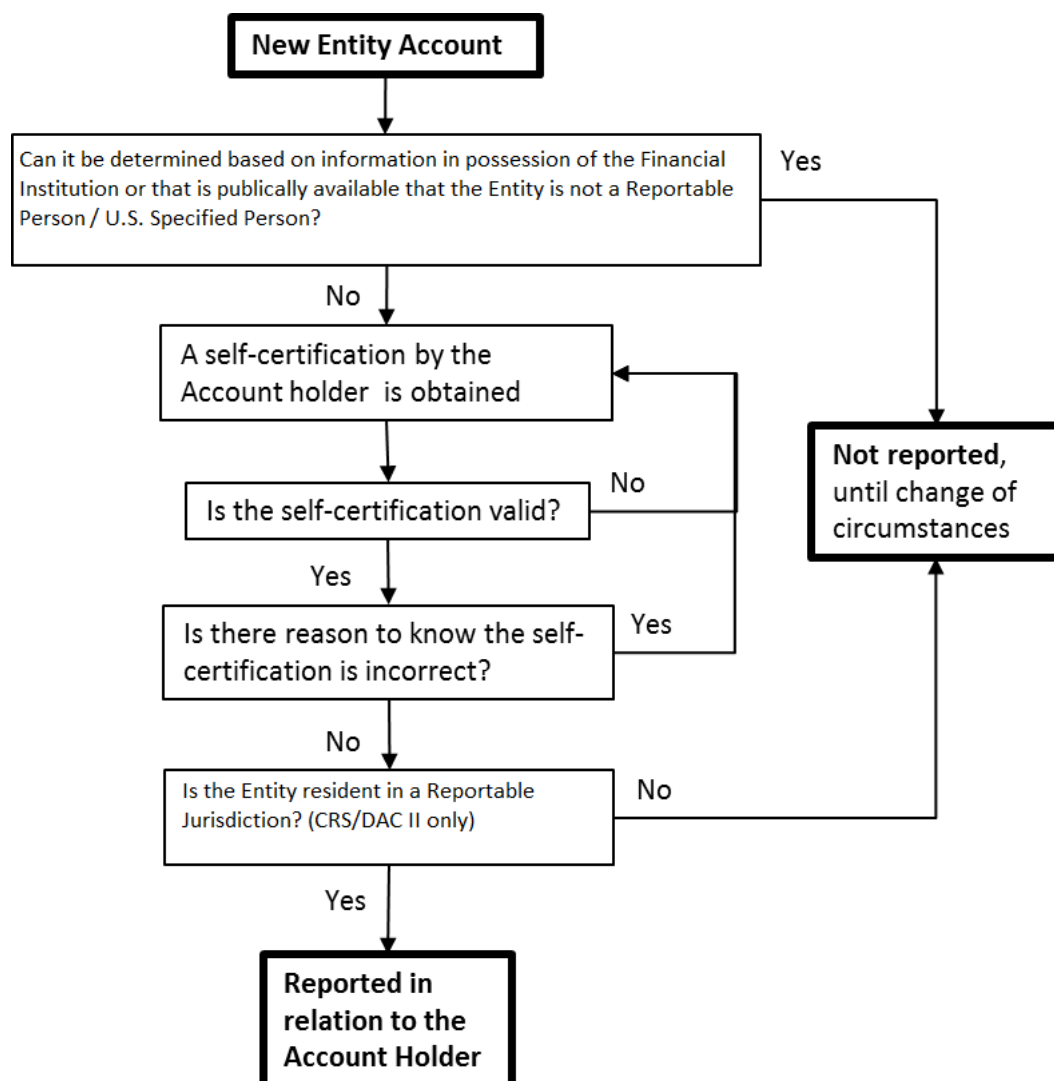 New Entity Account
Can it be determined based on information in possession of the Financial
Institution or that is publically available that the Entity is not a Reportable
Person / U.S. Specified Person?
Yes
No
A self-certification by the
Account holder is obtained
Not reported,
until change of
circumstances
Is the self-certification valid?
No
Yes
Is there reason to know the self-
certification is incorrect?
Yes
No
Is the Entity resident in a Reportable
Jurisdiction? (CRS/DAC II only)
No
Yes
Reported in
relation to the
Account Holder